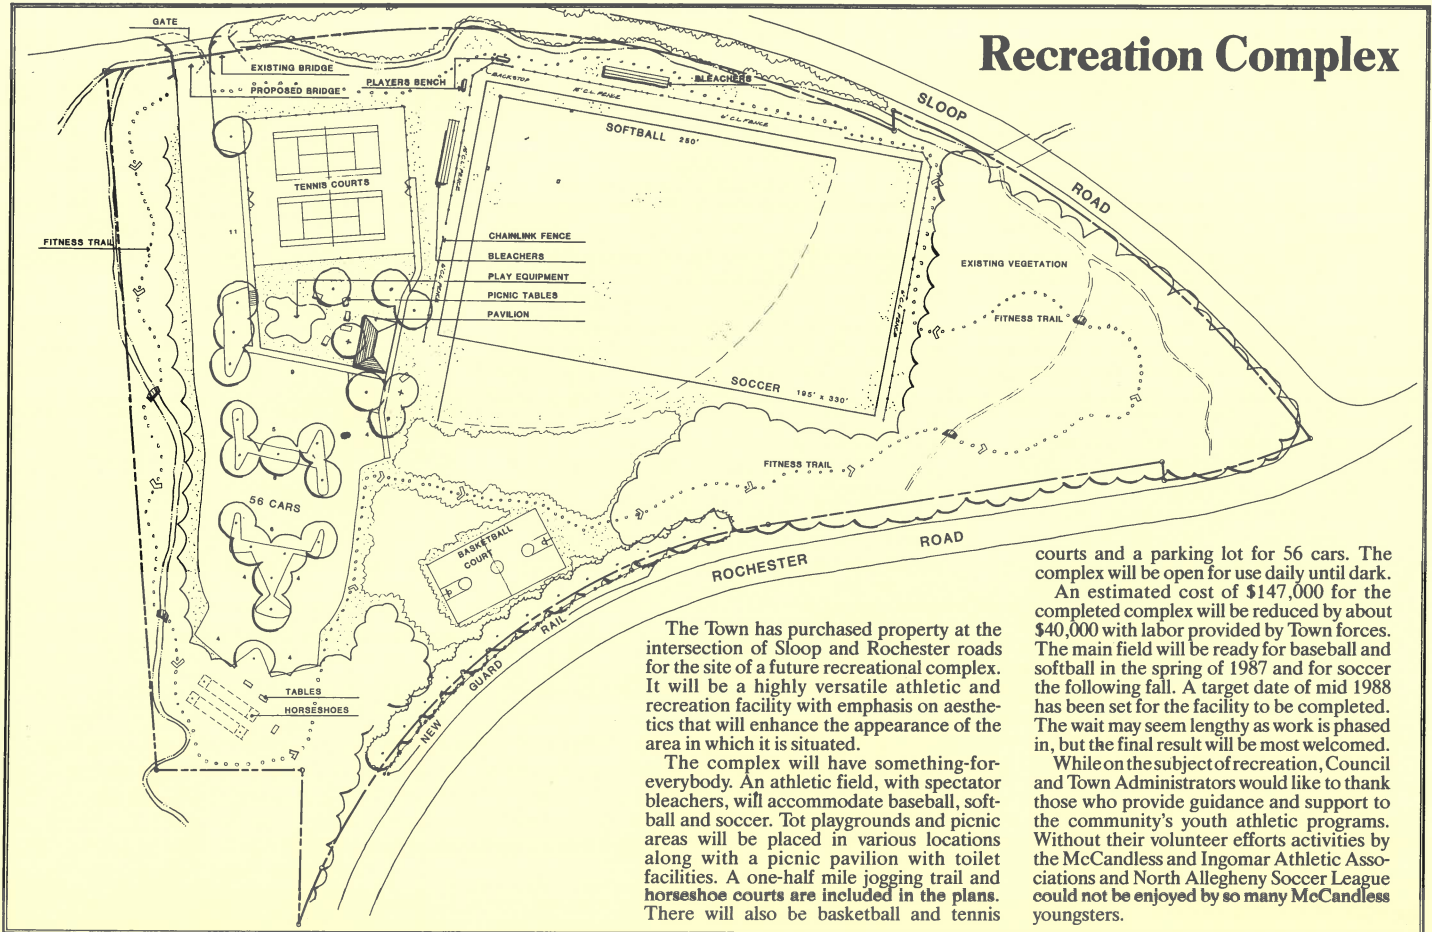 Recreation Complex
GATE
EXISTING BRIDGE
PROPOSED BRIDGE*
PLAYERS BENCH
BACKSTOP
BLEACHERS
SLOOP
ROAD
SOFTBALL 250'
6' C.L. FENCE
TENNIS COURTS
11
FITNESS TRAIL
CHAINLINK FENCE
BLEACHERS
PLAY EQUIPMENT
PICNIC TABLES
PAVILION
EXISTING VEGETATION
FITNESS TRAIL
SOCCER 195' x 330'
FITNESS TRAIL
56 CARS
BASKETBALL
COURT
ROCHESTER ROAD
NEW GUARD RAIL
TABLES
HORSESHOES
The Town has purchased property at the
intersection of Sloop and Rochester roads
for the site of a future recreational complex.
It will be a highly versatile athletic and
recreation facility with emphasis on aesthe-
tics that will enhance the appearance of the
area in which it is situated.
The complex will have something-for-
everybody. An athletic field, with spectator
bleachers, will accommodate baseball, soft-
ball and soccer. Tot playgrounds and picnic
areas will be placed in various locations
along with a picnic pavilion with toilet
facilities. A one-half mile jogging trail and
horseshoe courts are included in the plans.
There will also be basketball and tennis
courts and a parking lot for 56 cars. The
complex will be open for use daily until dark.
An estimated cost of $147,000 for the
completed complex will be reduced by about
$40,000 with labor provided by Town forces.
The main field will be ready for baseball and
softball in the spring of 1987 and for soccer
the following fall. A target date of mid 1988
has been set for the facility to be completed.
The wait may seem lengthy as work is phased
in, but the final result will be most welcomed.
While on the subject of recreation, Council
and Town Administrators would like to thank
those who provide guidance and support to
the community's youth athletic programs.
Without their volunteer efforts activities by
the McCandless and Ingomar Athletic Asso-
ciations and North Allegheny Soccer League
could not be enjoyed by so many McCandless
youngsters.